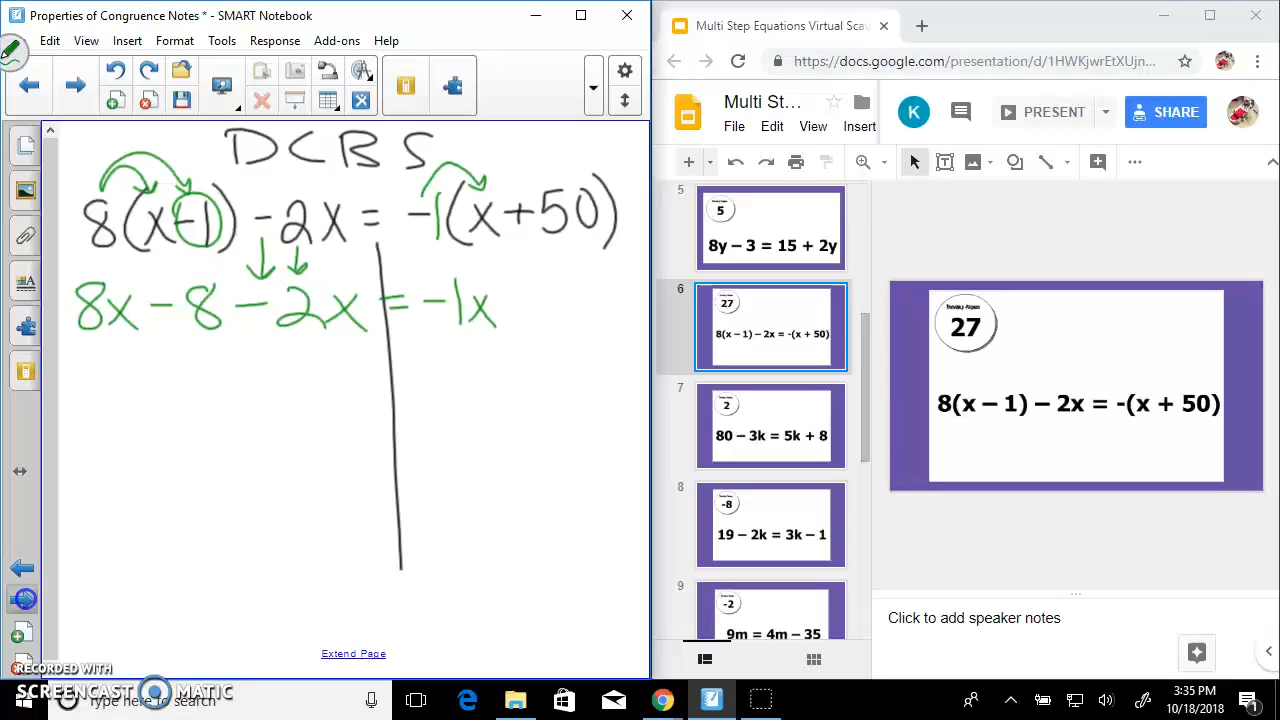 Properties of Congruence Notes * - SMART Notebook
Edit View Insert Format Tools Response Add-ons Help
D C B S
8(x-1) - 2x = -1(x+50)
8x - 8 - 2x = -1x
Extend Page
RECORDED WITH
SCREENCAST MATIC
Type here to search
Multi Step Equations Virtual Scav
https://docs.google.com/presentation/d/1HWKjwrEtXUjn...
Multi St...
File Edit View Insert
K
PRESENT
SHARE
5
5
8y – 3 = 15 + 2y
6
27
8(x – 1) – 2x = -(x + 50)
7
2
80 – 3k = 5k + 8
8
-8
19 – 2k = 3k – 1
9
-2
9m = 4m – 35
27
8(x – 1) – 2x = -(x + 50)
Click to add speaker notes
3:35 PM
10/18/2018
1